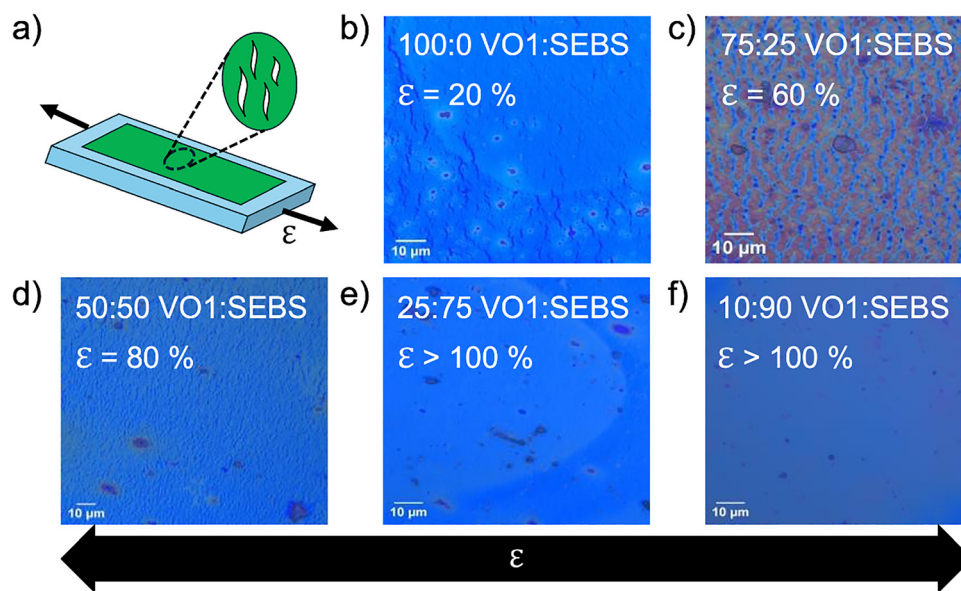 a)
ε
b)
100:0 VO1:SEBS
ε = 20 %
10 µm
c)
75:25 VO1:SEBS
ε = 60 %
10 µm
d)
50:50 VO1:SEBS
ε = 80 %
10 µm
e)
25:75 VO1:SEBS
ε > 100 %
10 µm
f)
10:90 VO1:SEBS
ε > 100 %
10 µm
ε